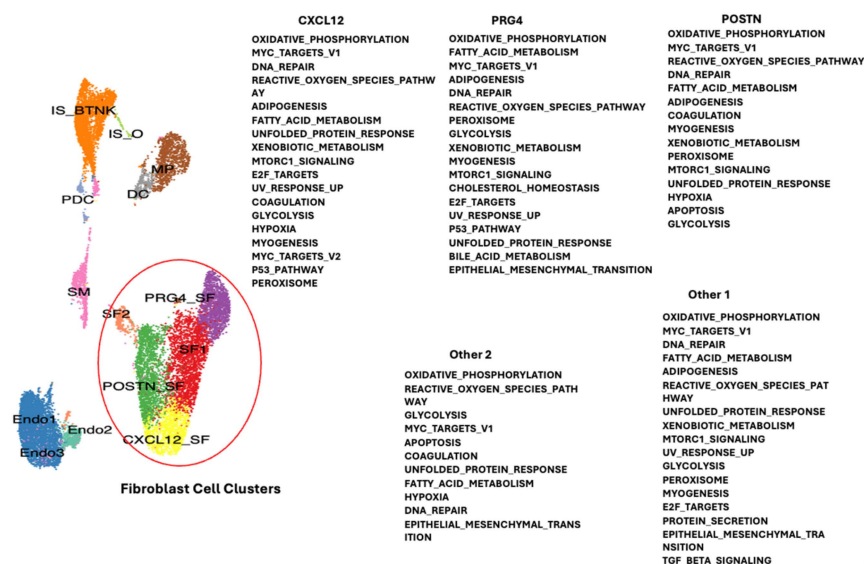 CXCL12
OXIDATIVE_PHOSPHORYLATION
MYC_TARGETS_V1
DNA_REPAIR
REACTIVE_OXYGEN_SPECIES_PATHW
AY
ADIPOGENESIS
FATTY_ACID_METABOLISM
UNFOLDED_PROTEIN_RESPONSE
XENOBIOTIC_METABOLISM
MTORC1_SIGNALING
E2F_TARGETS
UV_RESPONSE_UP
COAGULATION
GLYCOLYSIS
HYPOXIA
MYOGENESIS
MYC_TARGETS_V2
P53_PATHWAY
PEROXISOME
PRG4
OXIDATIVE_PHOSPHORYLATION
FATTY_ACID_METABOLISM
MYC_TARGETS_V1
ADIPOGENESIS
DNA_REPAIR
REACTIVE_OXYGEN_SPECIES_PATHWAY
PEROXISOME
GLYCOLYSIS
XENOBIOTIC_METABOLISM
MYOGENESIS
MTORC1_SIGNALING
CHOLESTEROL_HOMEOSTASIS
E2F_TARGETS
UV_RESPONSE_UP
P53_PATHWAY
UNFOLDED_PROTEIN_RESPONSE
BILE_ACID_METABOLISM
EPITHELIAL_MESENCHYMAL_TRANSITION
POSTN
OXIDATIVE_PHOSPHORYLATION
MYC_TARGETS_V1
REACTIVE_OXYGEN_SPECIES_PATHWAY
DNA_REPAIR
FATTY_ACID_METABOLISM
ADIPOGENESIS
COAGULATION
MYOGENESIS
XENOBIOTIC_METABOLISM
PEROXISOME
MTORC1_SIGNALING
UNFOLDED_PROTEIN_RESPONSE
HYPOXIA
APOPTOSIS
GLYCOLYSIS
IS_BTNK
IS_O
MP
DC
PDC
SM
PRG4_SF
SF2
SF1
POSTN_SF
CXCL12_SF
Endo1
Endo2
Endo3
Fibroblast Cell Clusters
Other 2
OXIDATIVE_PHOSPHORYLATION
REACTIVE_OXYGEN_SPECIES_PATH
WAY
GLYCOLYSIS
MYC_TARGETS_V1
APOPTOSIS
COAGULATION
UNFOLDED_PROTEIN_RESPONSE
FATTY_ACID_METABOLISM
HYPOXIA
DNA_REPAIR
EPITHELIAL_MESENCHYMAL_TRANS
ITION
Other 1
OXIDATIVE_PHOSPHORYLATION
MYC_TARGETS_V1
DNA_REPAIR
FATTY_ACID_METABOLISM
ADIPOGENESIS
REACTIVE_OXYGEN_SPECIES_PAT
HWAY
UNFOLDED_PROTEIN_RESPONSE
XENOBIOTIC_METABOLISM
MTORC1_SIGNALING
UV_RESPONSE_UP
GLYCOLYSIS
PEROXISOME
MYOGENESIS
E2F_TARGETS
PROTEIN_SECRETION
EPITHELIAL_MESENCHYMAL_TRA
NSITION
TGF_BETA_SIGNALING